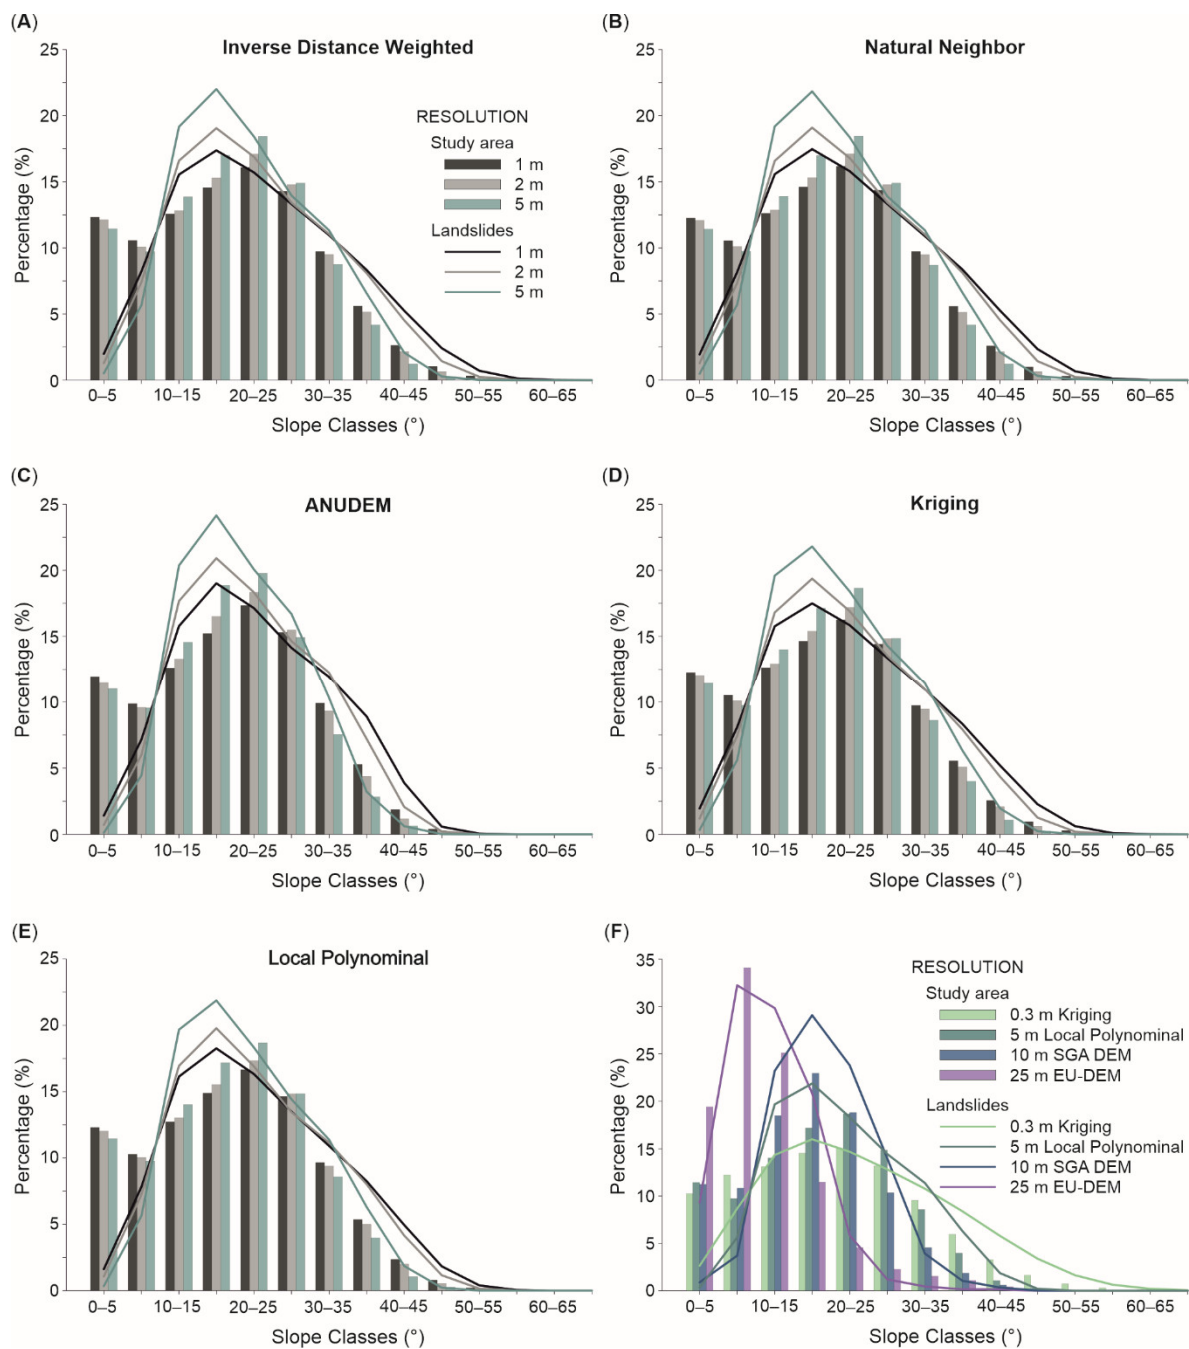 (A)
Inverse Distance Weighted
25
20
15
10
5
0
Percentage (%)
RESOLUTION
Study area
1 m
2 m
5 m
Landslides
1 m
2 m
5 m
0–5 10–15 20–25 30–35 40–45 50–55 60–65
Slope Classes (°)
(B)
Natural Neighbor
25
20
15
10
5
0
Percentage (%)
0–5 10–15 20–25 30–35 40–45 50–55 60–65
Slope Classes (°)
(C)
ANUDEM
25
20
15
10
5
0
Percentage (%)
0–5 10–15 20–25 30–35 40–45 50–55 60–65
Slope Classes (°)
(D)
Kriging
25
20
15
10
5
0
Percentage (%)
0–5 10–15 20–25 30–35 40–45 50–55 60–65
Slope Classes (°)
(E)
Local Polynominal
25
20
15
10
5
0
Percentage (%)
0–5 10–15 20–25 30–35 40–45 50–55 60–65
Slope Classes (°)
(F)
35
30
25
20
15
10
5
0
Percentage (%)
RESOLUTION
Study area
0.3 m Kriging
5 m Local Polynominal
10 m SGA DEM
25 m EU-DEM
Landslides
0.3 m Kriging
5 m Local Polynominal
10 m SGA DEM
25 m EU-DEM
0–5 10–15 20–25 30–35 40–45 50–55 60–65
Slope Classes (°)